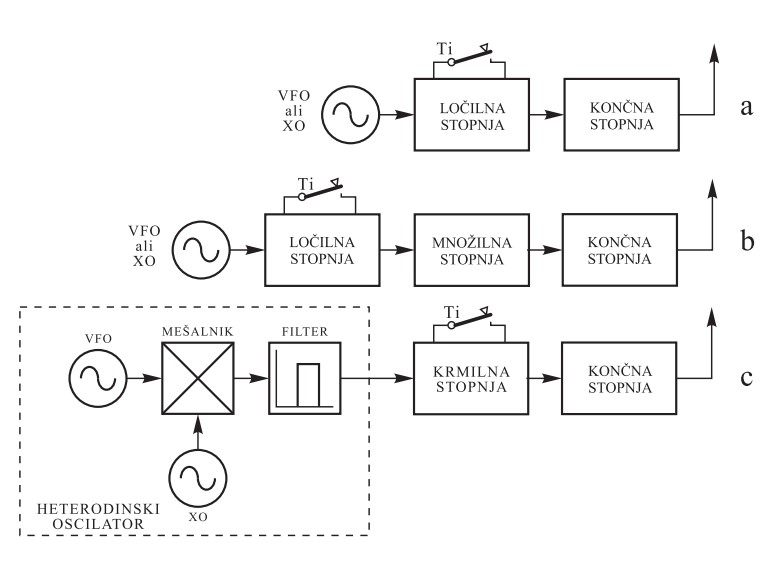 Ti
VFO
ali
XO
LOČILNA
STOPNJA
KONČNA
STOPNJA
a
Ti
VFO
ali
XO
LOČILNA
STOPNJA
MNOŽILNA
STOPNJA
KONČNA
STOPNJA
b
VFO
MEŠALNIK
FILTER
Ti
KRMILNA
STOPNJA
KONČNA
STOPNJA
c
HETERODINSKI
OSCILATOR
XO